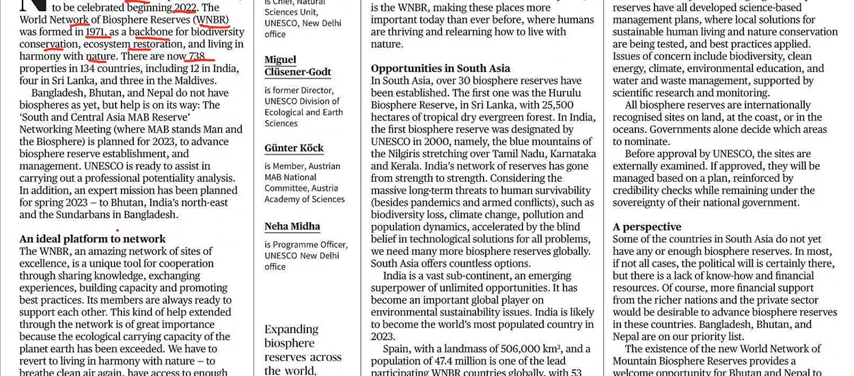 to be celebrated beginning 2022. The
World Network of Biosphere Reserves (WNBR)
was formed in 1971, as a backbone for biodiversity
conservation, ecosystem restoration, and living in
harmony with nature. There are now 738
properties in 134 countries, including 12 in India,
four in Sri Lanka, and three in the Maldives.
Bangladesh, Bhutan, and Nepal do not have
biospheres as yet, but help is on its way: The
‘South and Central Asia MAB Reserve’
Networking Meeting (where MAB stands Man and
the Biosphere) is planned for 2023, to advance
biosphere reserve establishment, and
management. UNESCO is ready to assist in
carrying out a professional potentiality analysis.
In addition, an expert mission has been planned
for spring 2023 – to Bhutan, India’s north-east
and the Sundarbans in Bangladesh.
An ideal platform to network
The WNBR, an amazing network of sites of
excellence, is a unique tool for cooperation
through sharing knowledge, exchanging
experiences, building capacity and promoting
best practices. Its members are always ready to
support each other. This kind of help extended
through the network is of great importance
because the ecological carrying capacity of the
planet earth has been exceeded. We have to
revert to living in harmony with nature – to
breathe clean air again, have access to enough
is Chief, Natural
Sciences Unit,
UNESCO, New Delhi
office
Miguel
Clüsener-Godt
is former Director,
UNESCO Division of
Ecological and Earth
Sciences
Günter Köck
is Member, Austrian
MAB National
Committee, Austria
Academy of Sciences
Neha Midha
is Programme Officer,
UNESCO New Delhi
office
Expanding
biosphere
reserves across
the world,
is the WNBR, making these places more
important today than ever before, where humans
are thriving and relearning how to live with
nature.
Opportunities in South Asia
In South Asia, over 30 biosphere reserves have
been established. The first one was the Hurulu
Biosphere Reserve, in Sri Lanka, with 25,500
hectares of tropical dry evergreen forest. In India,
the first biosphere reserve was designated by
UNESCO in 2000, namely, the blue mountains of
the Nilgiris stretching over Tamil Nadu, Karnataka
and Kerala. India’s network of reserves has gone
from strength to strength. Considering the
massive long-term threats to human survivability
(besides pandemics and armed conflicts), such as
biodiversity loss, climate change, pollution and
population dynamics, accelerated by the blind
belief in technological solutions for all problems,
we need many more biosphere reserves globally.
South Asia offers countless options.
India is a vast sub-continent, an emerging
superpower of unlimited opportunities. It has
become an important global player on
environmental sustainability issues. India is likely
to become the world’s most populated country in
2023.
Spain, with a landmass of 506,000 km², and a
population of 47.4 million is one of the lead
participating WNBR countries globally, with 53
reserves have all developed science-based
management plans, where local solutions for
sustainable human living and nature conservation
are being tested, and best practices applied.
Issues of concern include biodiversity, clean
energy, climate, environmental education, and
water and waste management, supported by
scientific research and monitoring.
All biosphere reserves are internationally
recognised sites on land, at the coast, or in the
oceans. Governments alone decide which areas
to nominate.
Before approval by UNESCO, the sites are
externally examined. If approved, they will be
managed based on a plan, reinforced by
credibility checks while remaining under the
sovereignty of their national government.
A perspective
Some of the countries in South Asia do not yet
have any or enough biosphere reserves. In most,
if not all cases, the political will is certainly there,
but there is a lack of know-how and financial
resources. Of course, more financial support
from the richer nations and the private sector
would be desirable to advance biosphere reserves
in these countries. Bangladesh, Bhutan, and
Nepal are on our priority list.
The existence of the new World Network of
Mountain Biosphere Reserves provides a
welcome opportunity for Bhutan and Nepal to